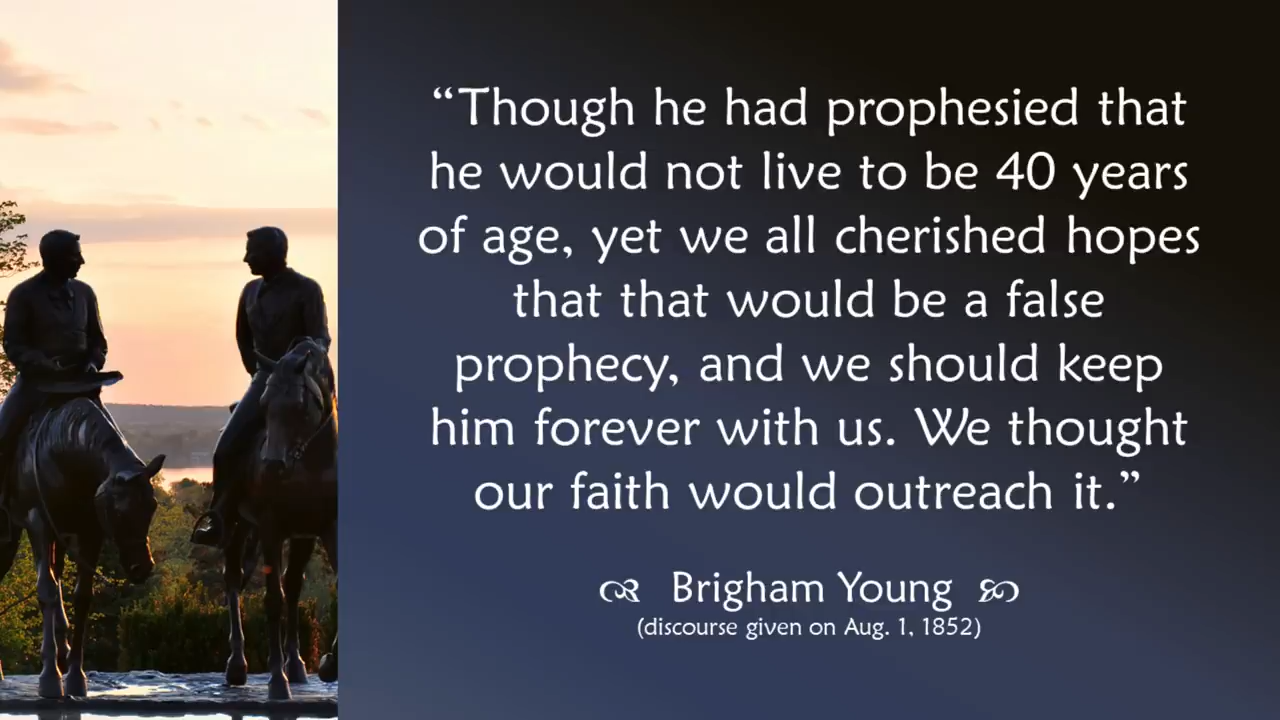 “Though he had prophesied that
he would not live to be 40 years
of age, yet we all cherished hopes
that that would be a false
prophecy, and we should keep
him forever with us. We thought
our faith would outreach it.”
Brigham Young
(discourse given on Aug. 1, 1852)